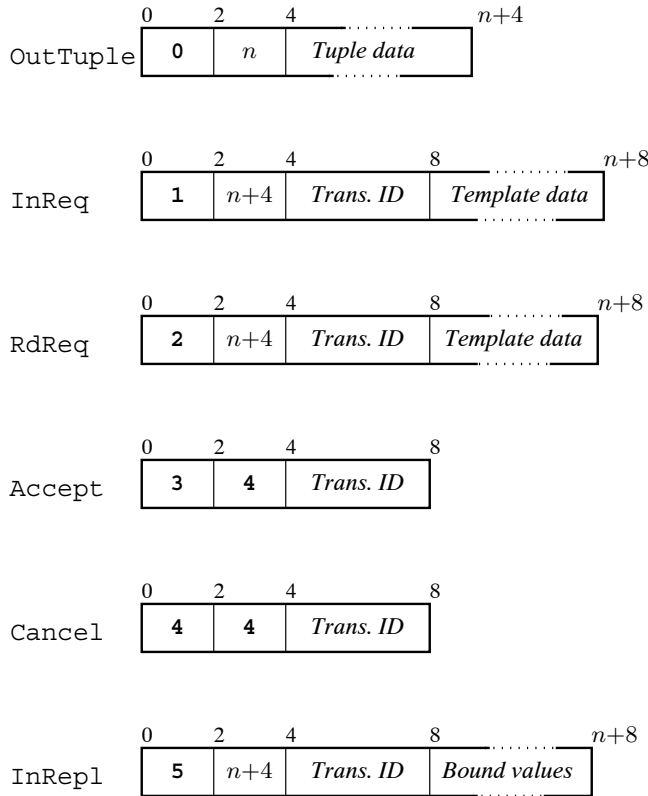 0 2 4 n+4
OutTuple 0 n Tuple data
0 2 4 8 n+8
InReq 1 n+4 Trans. ID Template data
0 2 4 8 n+8
RdReq 2 n+4 Trans. ID Template data
0 2 4 8
Accept 3 4 Trans. ID
0 2 4 8
Cancel 4 4 Trans. ID
0 2 4 8 n+8
InRepl 5 n+4 Trans. ID Bound values